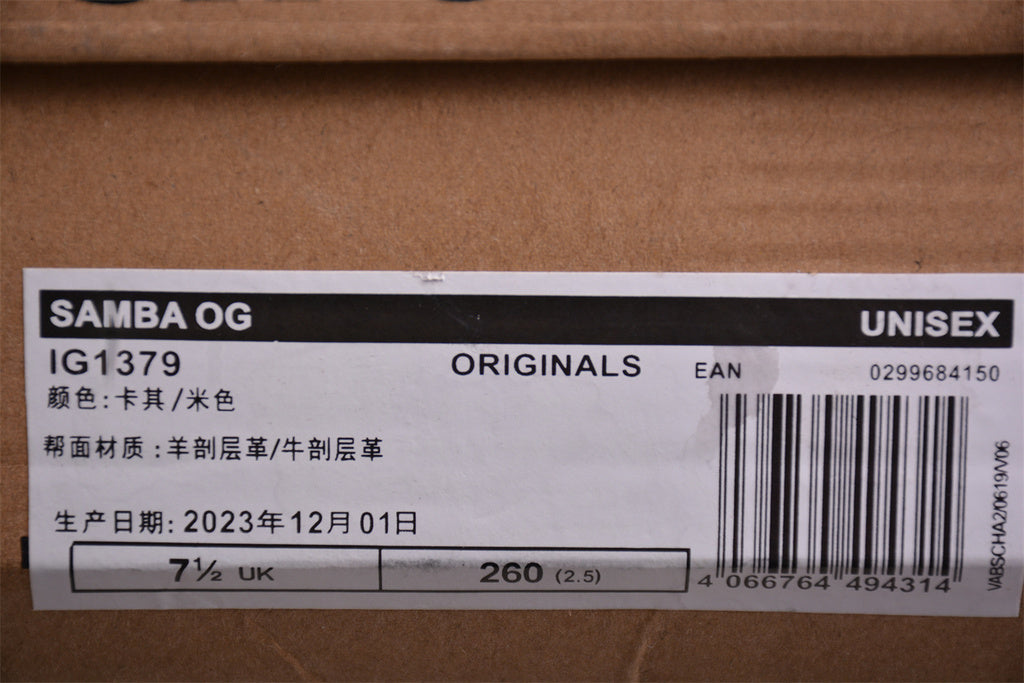 SAMBA OG UNISEX
IG1379 ORIGINALS EAN 0299684150
颜色:卡其/米色
帮面材质:羊剖层革/牛剖层革
生产日期:2023年12月01日
7½ UK 260 (2.5)
4 066764 494314
VABSCHA2/0619/V06